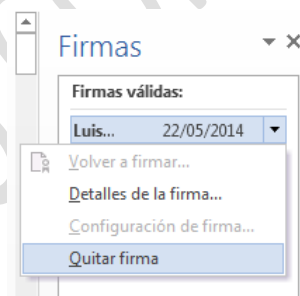 Firmas
Firmas válidas:
Luis... 22/05/2014
Volver a firmar...
Detalles de la firma...
Configuración de firma...
Quitar firma